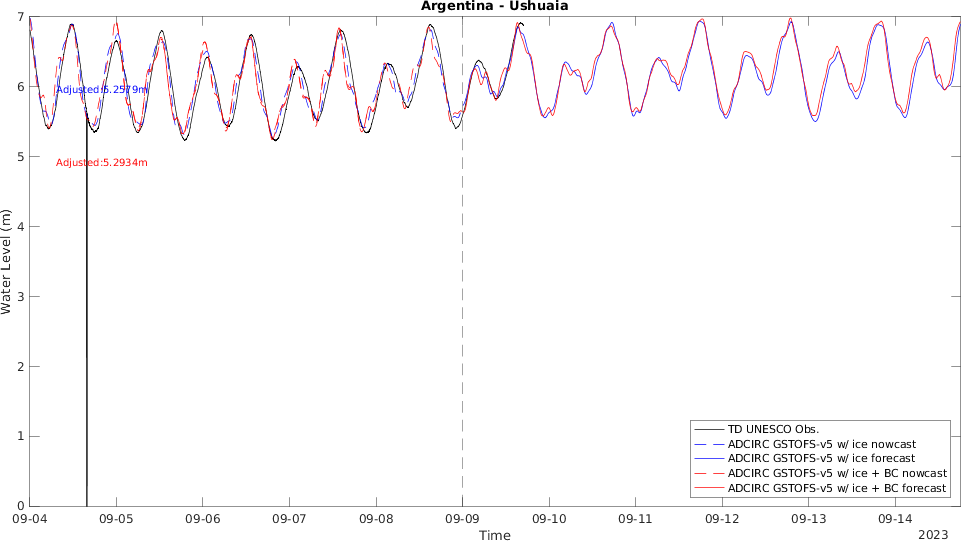 Argentina - Ushuaia
7
6
5
4
3
2
1
0
Water Level (m)
Adjusted:5.2579m
Adjusted:5.2934m
TD UNESCO Obs.
ADCIRC GSTOFS-v5 w/ ice nowcast
ADCIRC GSTOFS-v5 w/ ice forecast
ADCIRC GSTOFS-v5 w/ ice + BC nowcast
ADCIRC GSTOFS-v5 w/ ice + BC forecast
09-04 09-05 09-06 09-07 09-08 09-09 09-10 09-11 09-12 09-13 09-14
Time
2023